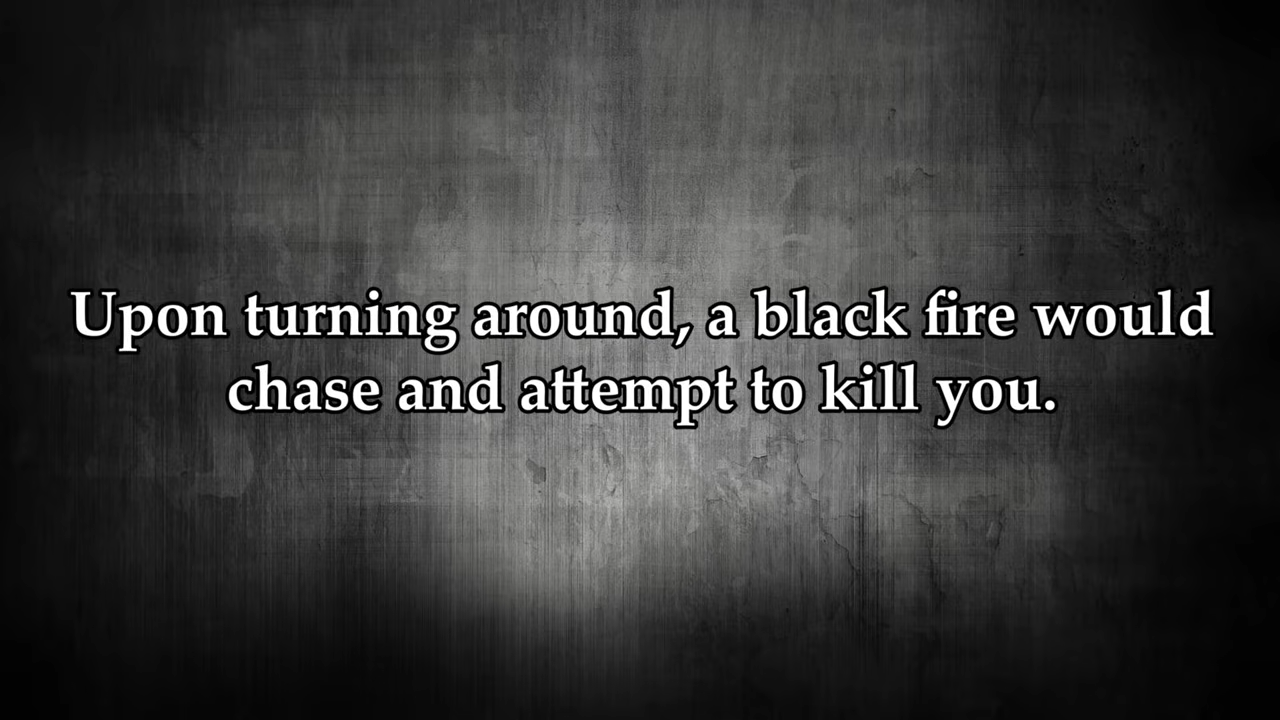 Upon turning around, a black fire would
chase and attempt to kill you.